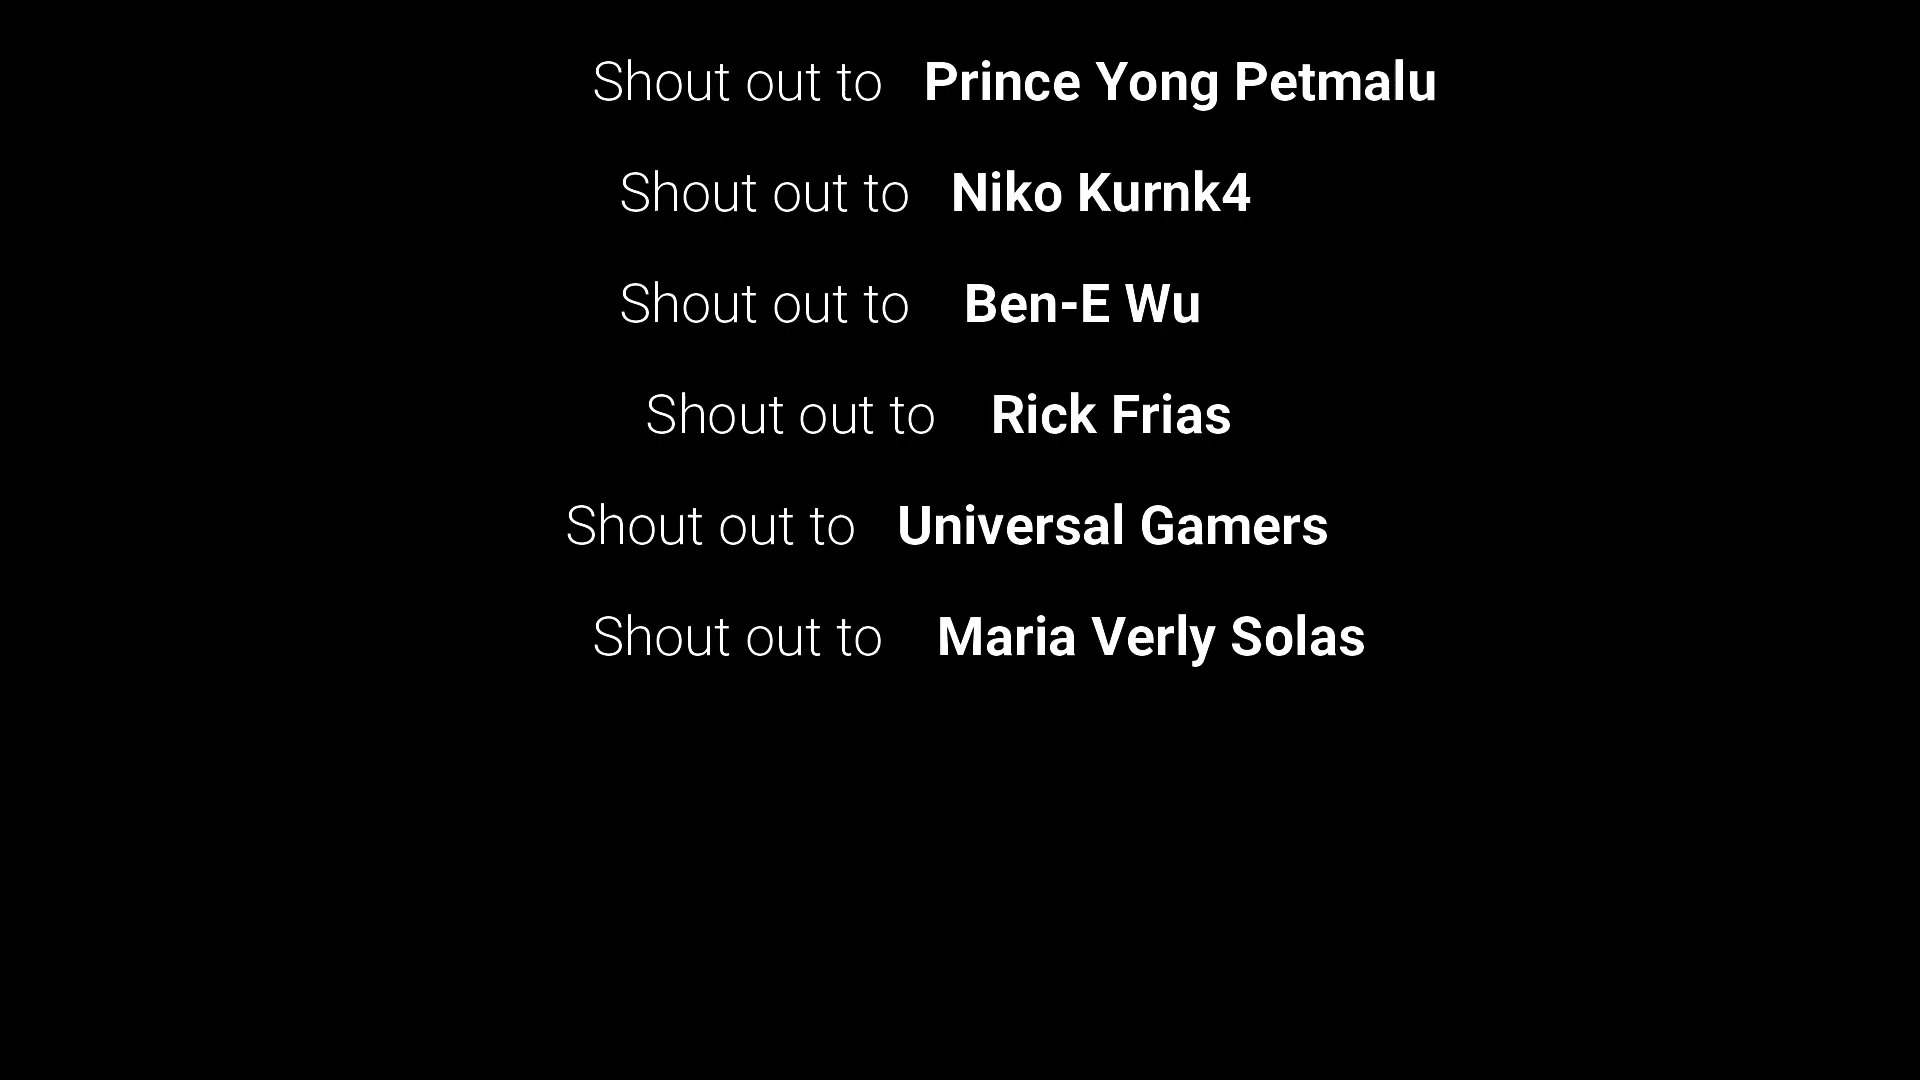 Shout out to Prince Yong Petmalu
Shout out to Niko Kurnk4
Shout out to Ben-E Wu
Shout out to Rick Frias
Shout out to Universal Gamers
Shout out to Maria Verly Solas